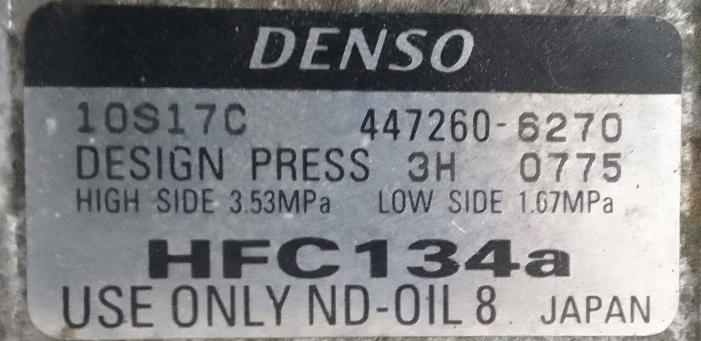 DENSO
10S17C 447260-6270
DESIGN PRESS 3H 0775
HIGH SIDE 3.53MPa LOW SIDE 1.67MPa
HFC134a
USE ONLY ND-OIL 8 JAPAN